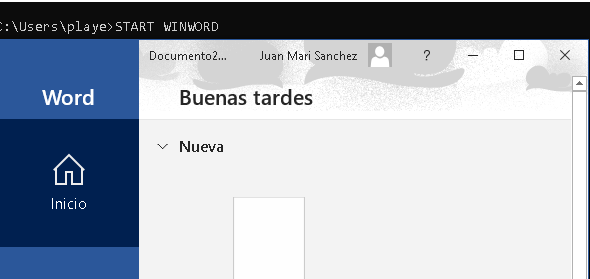 C:\Users\playe>START WINWORD
Documento2... Juan Mari Sanchez ?
Word
Buenas tardes
Nueva
Inicio